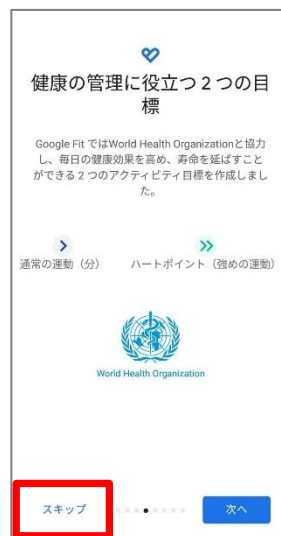 健康の管理に役立つ２つの目
標
Google Fit ではWorld Health Organizationと協力
し、毎日の健康効果を高め、寿命を延ばすこと
ができる２つのアクティビティ目標を作成しまし
た。
通常の運動（分）　ハートポイント（強めの運動）
World Health Organization
スキップ　次へ